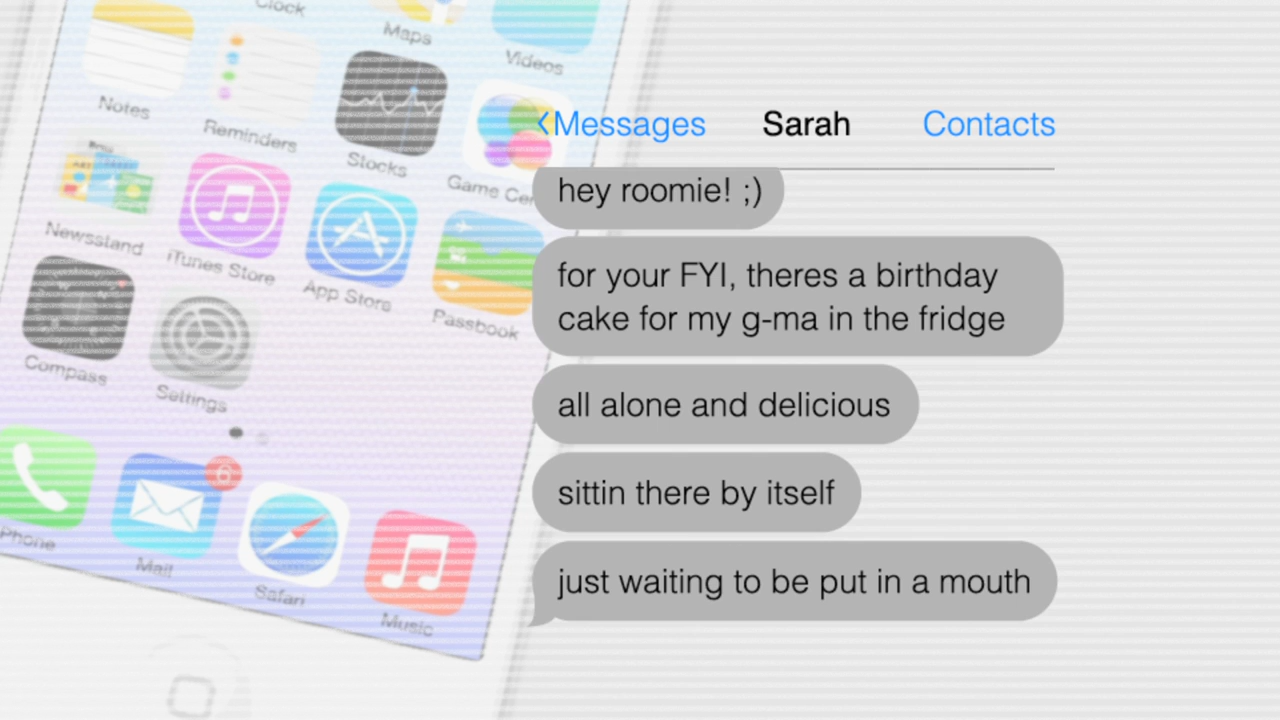 Clock
Maps
Videos
Notes
Reminders
Stocks
Game Cen
Newsstand
iTunes Store
App Store
Passbook
Compass
Settings
6
Phone
Mail
Safari
Music
Messages
Sarah
Contacts
hey roomie! ;)
for your FYI, theres a birthday
cake for my g-ma in the fridge
all alone and delicious
sittin there by itself
just waiting to be put in a mouth